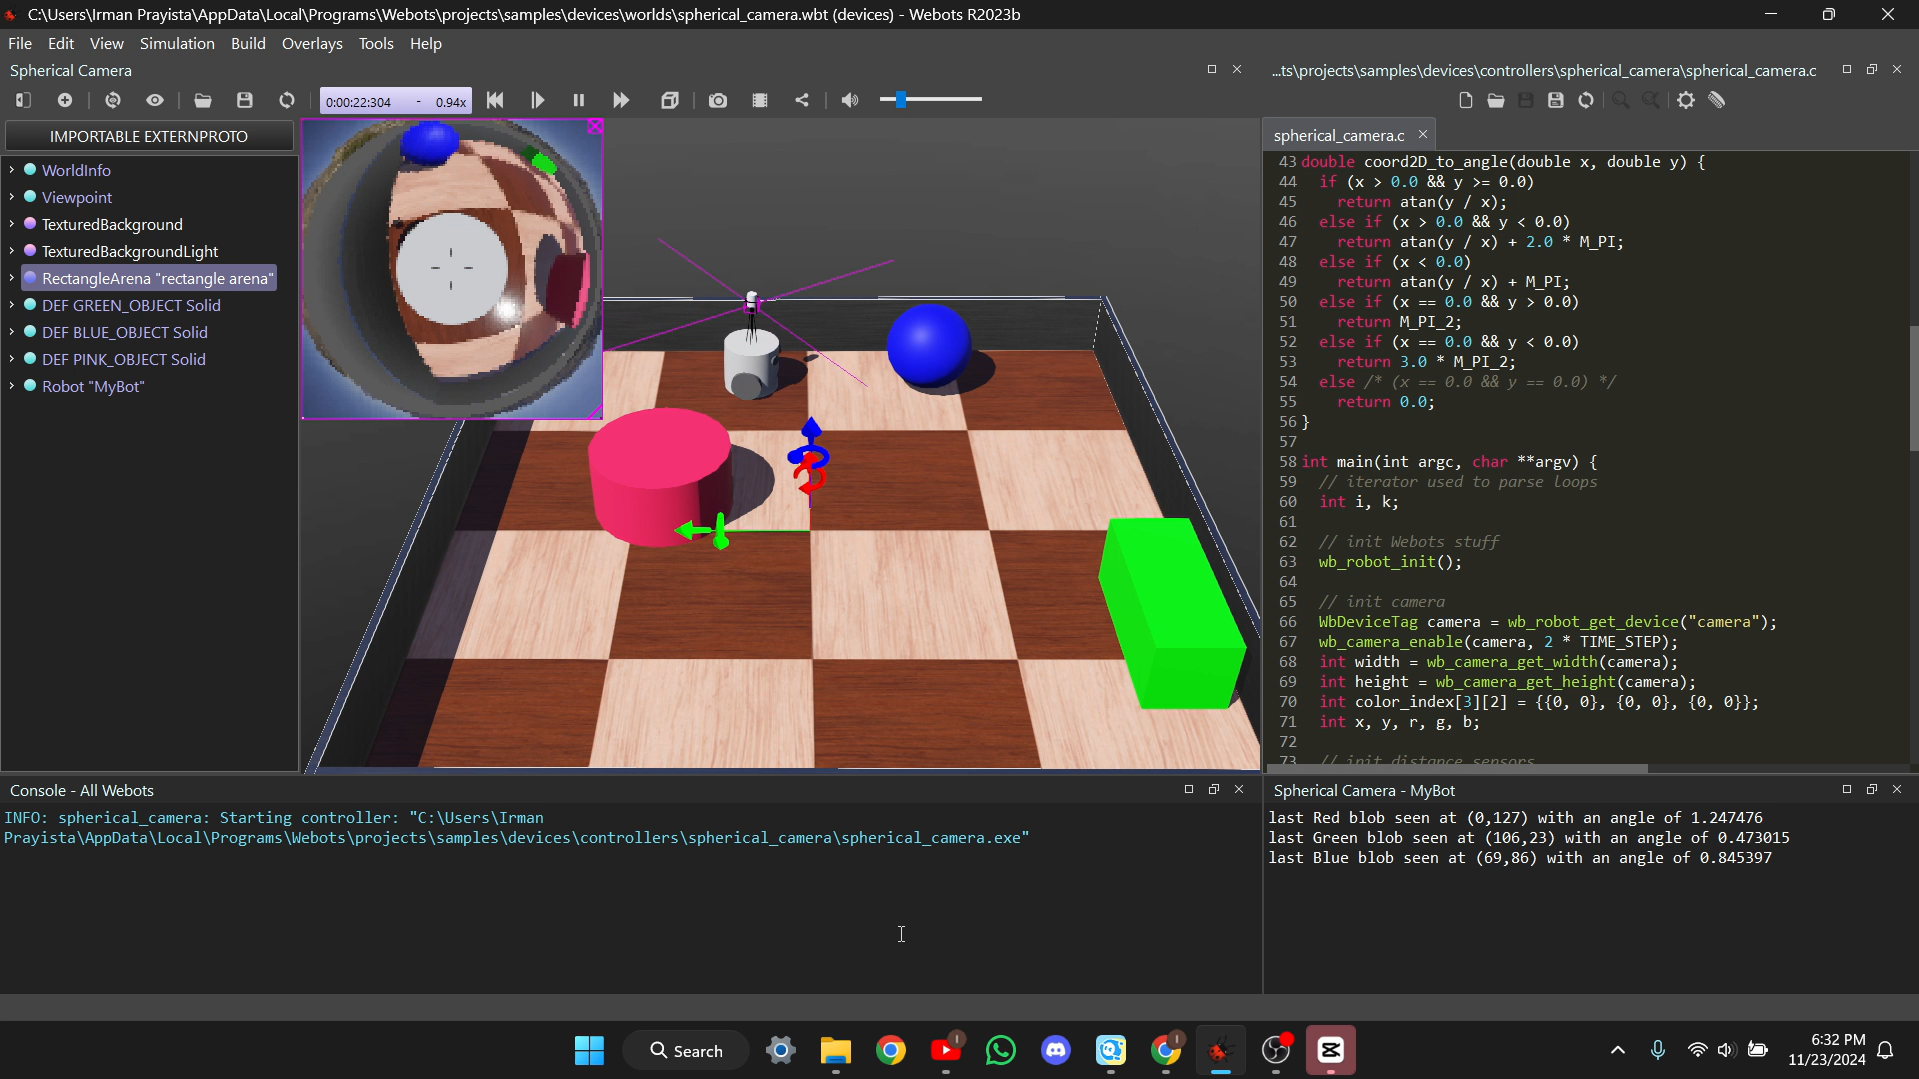 C:\Users\Irman Prayista\AppData\Local\Programs\Webots\projects\samples\devices\worlds\spherical_camera.wbt (devices) - Webots R2023b
File Edit View Simulation Build Overlays Tools Help
Spherical Camera
0:00:22:304 - 0.94x
IMPORTABLE EXTERNPROTO
WorldInfo
Viewpoint
TexturedBackground
TexturedBackgroundLight
RectangleArena "rectangle arena"
DEF GREEN_OBJECT Solid
DEF BLUE_OBJECT Solid
DEF PINK_OBJECT Solid
Robot "MyBot"
...ts\projects\samples\devices\controllers\spherical_camera\spherical_camera.c
spherical_camera.c
43 double coord2D_to_angle(double x, double y) {
44 if (x > 0.0 && y >= 0.0)
45 return atan(y / x);
46 else if (x > 0.0 && y < 0.0)
47 return atan(y / x) + 2.0 * M_PI;
48 else if (x < 0.0)
49 return atan(y / x) + M_PI;
50 else if (x == 0.0 && y > 0.0)
51 return M_PI_2;
52 else if (x == 0.0 && y < 0.0)
53 return 3.0 * M_PI_2;
54 else /* (x == 0.0 && y == 0.0) */
55 return 0.0;
56 }
57
58 int main(int argc, char **argv) {
59 // iterator used to parse loops
60 int i, k;
61
62 // init Webots stuff
63 wb_robot_init();
64
65 // init camera
66 WbDeviceTag camera = wb_robot_get_device("camera");
67 wb_camera_enable(camera, 2 * TIME_STEP);
68 int width = wb_camera_get_width(camera);
69 int height = wb_camera_get_height(camera);
70 int color_index[3][2] = {{0, 0}, {0, 0}, {0, 0}};
71 int x, y, r, g, b;
72
73 // init distance sensors
Console - All Webots
INFO: spherical_camera: Starting controller: "C:\Users\Irman
Prayista\AppData\Local\Programs\Webots\projects\samples\devices\controllers\spherical_camera\spherical_camera.exe"
Spherical Camera - MyBot
last Red blob seen at (0,127) with an angle of 1.247476
last Green blob seen at (106,23) with an angle of 0.473015
last Blue blob seen at (69,86) with an angle of 0.845397
Search
6:32 PM
11/23/2024